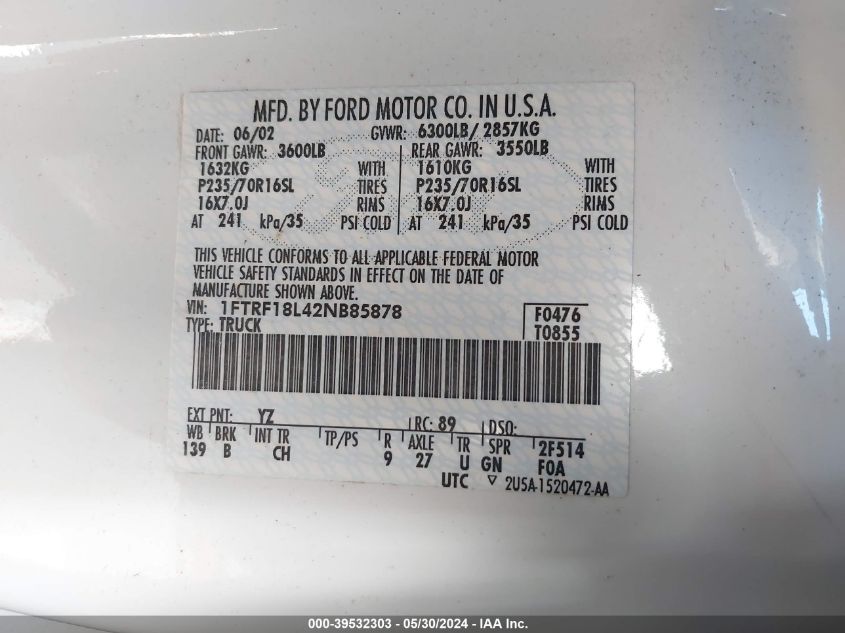 MFD. BY FORD MOTOR CO. IN U.S.A.
DATE: 06/02 GVWR: 6300LB/ 2857KG
FRONT GAWR: 3600LB REAR GAWR: 3550LB
1632KG WITH 1610KG WITH
P235/70R16SL TIRES P235/70R16SL TIRES
16X7.0J RIMS 16X7.0J RIMS
AT 241 kPa/35 PSI COLD AT 241 kPa/35 PSI COLD
THIS VEHICLE CONFORMS TO ALL APPLICABLE FEDERAL MOTOR
VEHICLE SAFETY STANDARDS IN EFFECT ON THE DATE OF
MANUFACTURE SHOWN ABOVE.
VIN: 1FTRF18L42NB85878 F0476
TYPE: TRUCK T0855
EXT PNT: YZ RC: 89 DSO:
WB BRK INT TR TP/PS R AXLE TR SPR 2F514
139 B CH 9 27 U GN F0A
UTC ▽ 2U5A-1520472-AA
000-39532303 - 05/30/2024 - IAA Inc.